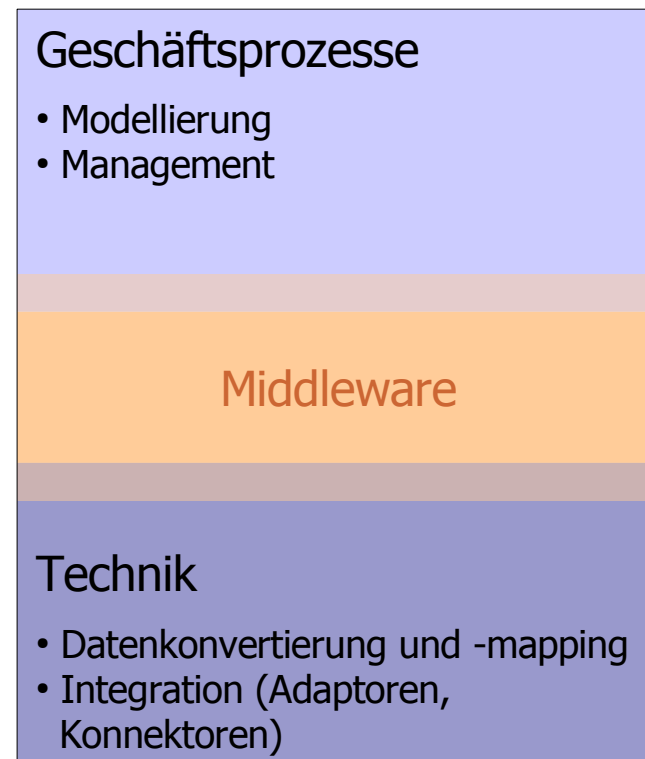 Geschäftsprozesse
• Modellierung
• Management
Middleware
Technik
• Datenkonvertierung und -mapping
• Integration (Adaptoren,
Konnektoren)